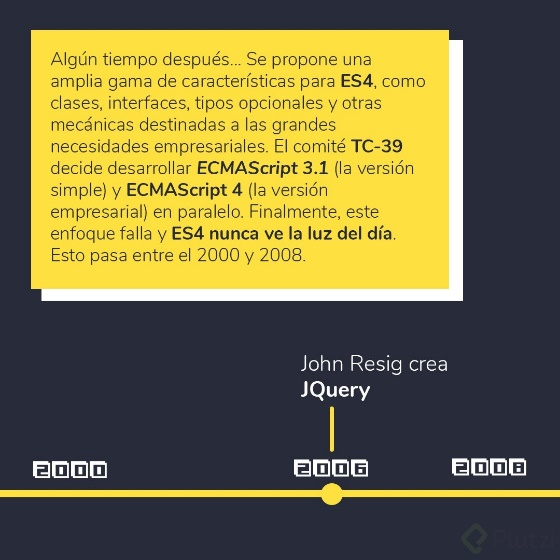 Algún tiempo después... Se propone una
amplia gama de características para ES4, como
clases, interfaces, tipos opcionales y otras
mecánicas destinadas a las grandes
necesidades empresariales. El comité TC-39
decide desarrollar ECMAScript 3.1 (la versión
simple) y ECMAScript 4 (la versión
empresarial) en paralelo. Finalmente, este
enfoque falla y ES4 nunca ve la luz del día.
Esto pasa entre el 2000 y 2008.
John Resig crea
JQuery
2000 2006 2008